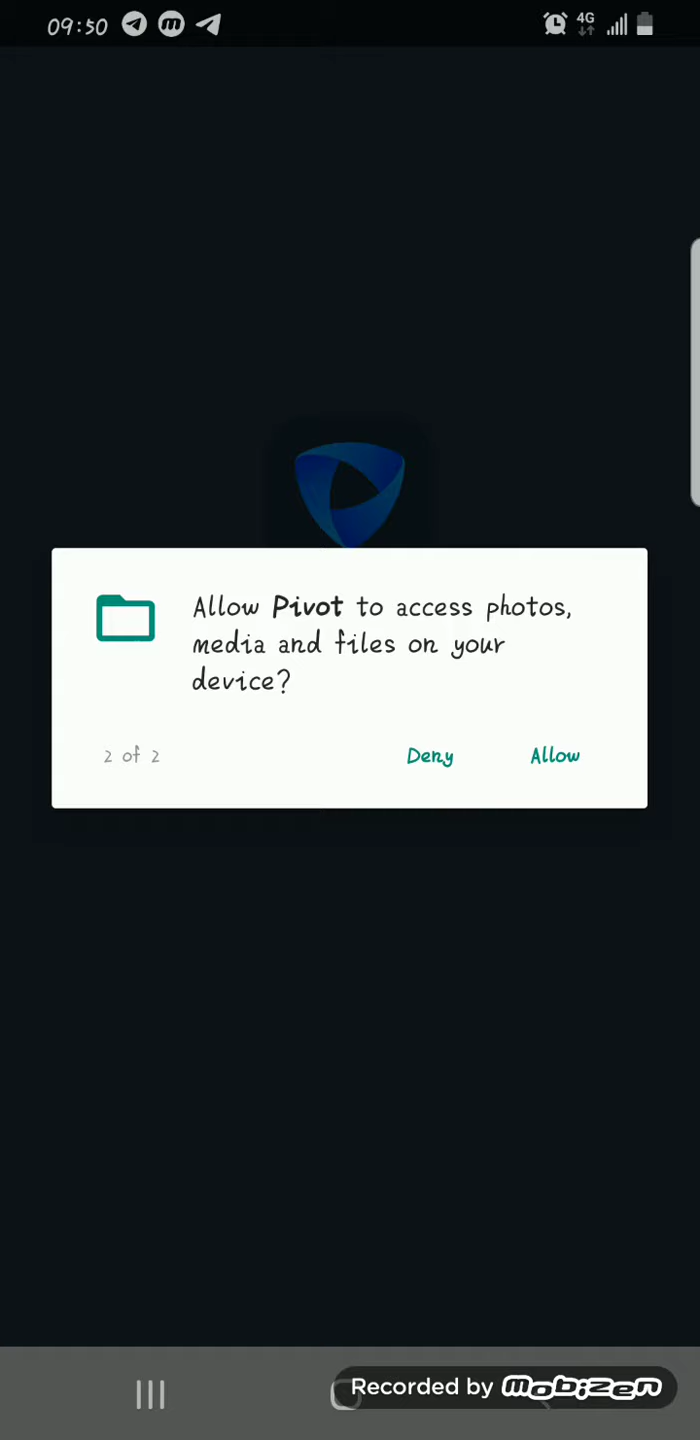 09:50
4G
Allow Pivot to access photos,
media and files on your
device?
2 of 2
Deny
Allow
Recorded by mobizen